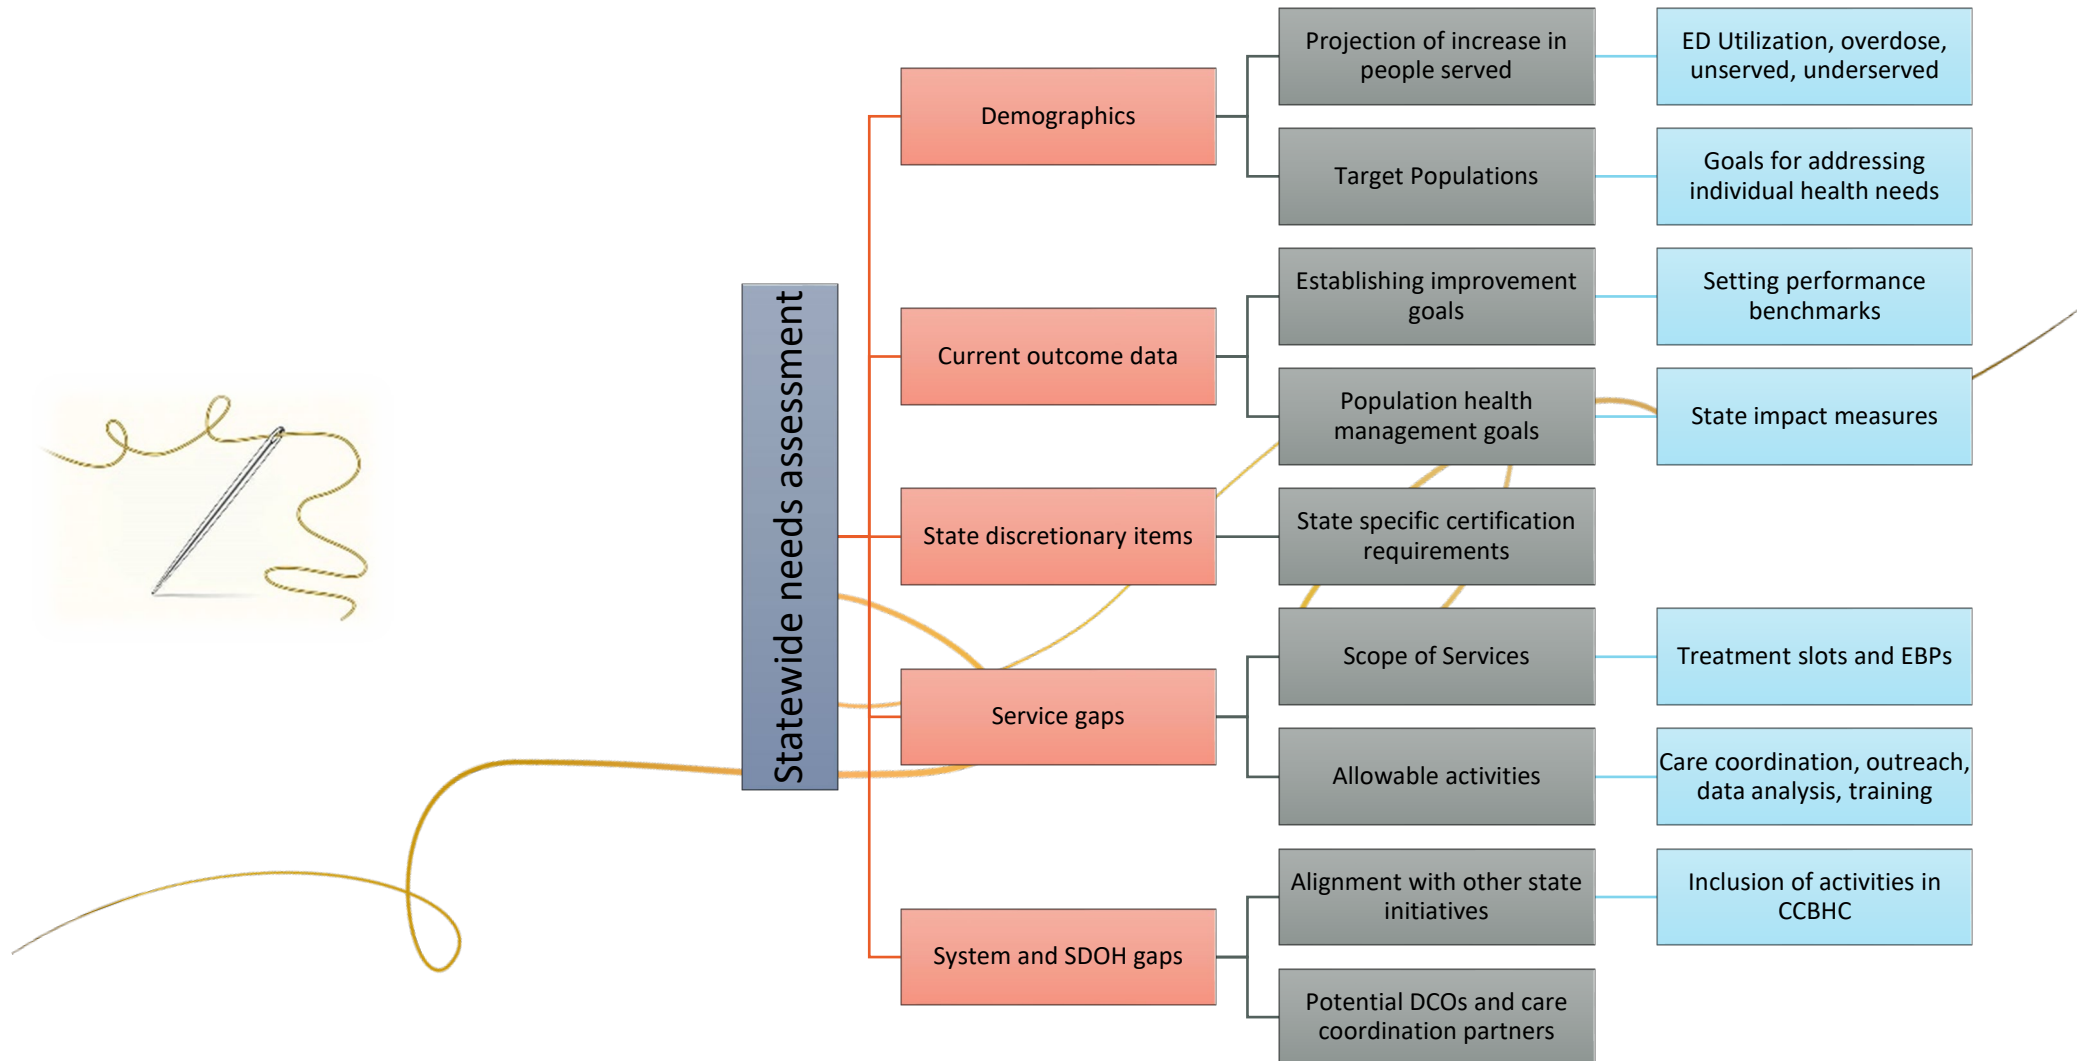 Statewide needs assessment
Demographics
Projection of increase in
people served
ED Utilization, overdose,
unserved, underserved
Target Populations
Goals for addressing
individual health needs
Current outcome data
Establishing improvement
goals
Setting performance
benchmarks
Population health
management goals
State impact measures
State discretionary items
State specific certification
requirements
Service gaps
Scope of Services
Treatment slots and EBPs
Allowable activities
Care coordination, outreach,
data analysis, training
System and SDOH gaps
Alignment with other state
initiatives
Inclusion of activities in
CCBHC
Potential DCOs and care
coordination partners